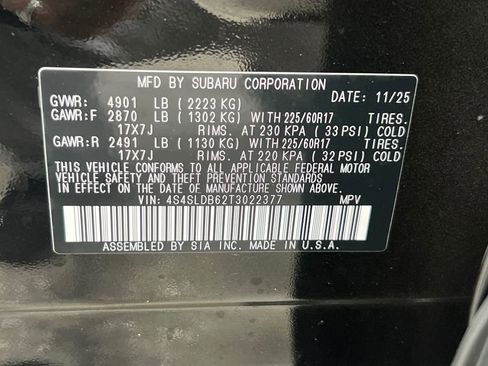 MFD BY SUBARU CORPORATION
GVWR: 4901 LB ( 2223 KG) DATE: 11/25
GAWR:F 2870 LB ( 1302 KG) WITH 225/60R17 TIRES.
17X7J RIMS. AT 230 KPA ( 33 PSI) COLD
GAWR:R 2491 LB ( 1130 KG) WITH 225/60R17 TIRES.
17X7J RIMS. AT 220 KPA ( 32 PSI) COLD
THIS VEHICLE CONFORMS TO ALL APPLICABLE FEDERAL MOTOR
VEHICLE SAFETY AND THEFT PREVENTION STANDARDS
IN EFFECT ON THE DATE OF MANUFACTURE SHOWN ABOVE.
VIN: 4S4SLDB62T3022377 MPV
ASSEMBLED BY SIA INC. MADE IN U.S.A.